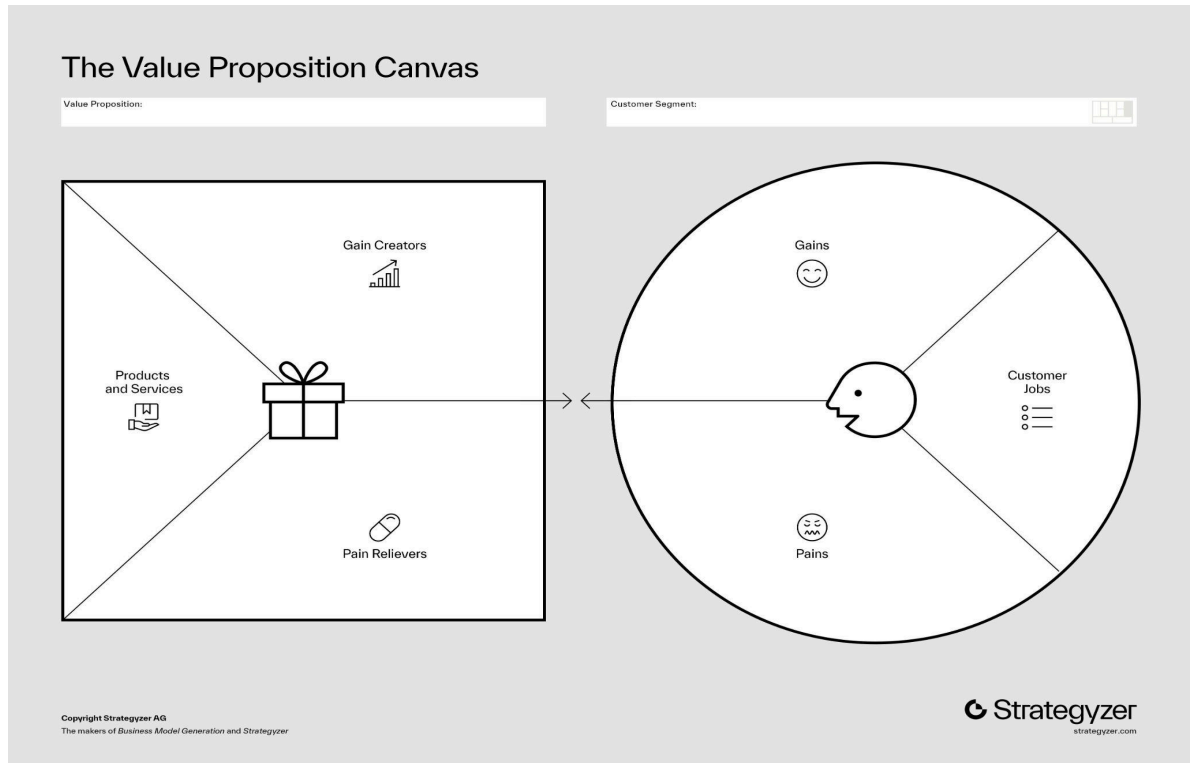 The Value Proposition Canvas
Value Proposition:
Customer Segment:
Gain Creators
Products
and Services
Pain Relievers
Gains
Customer
Jobs
Pains
Copyright Strategyzer AG
The makers of Business Model Generation and Strategyzer
Strategyzer
strategyzer.com